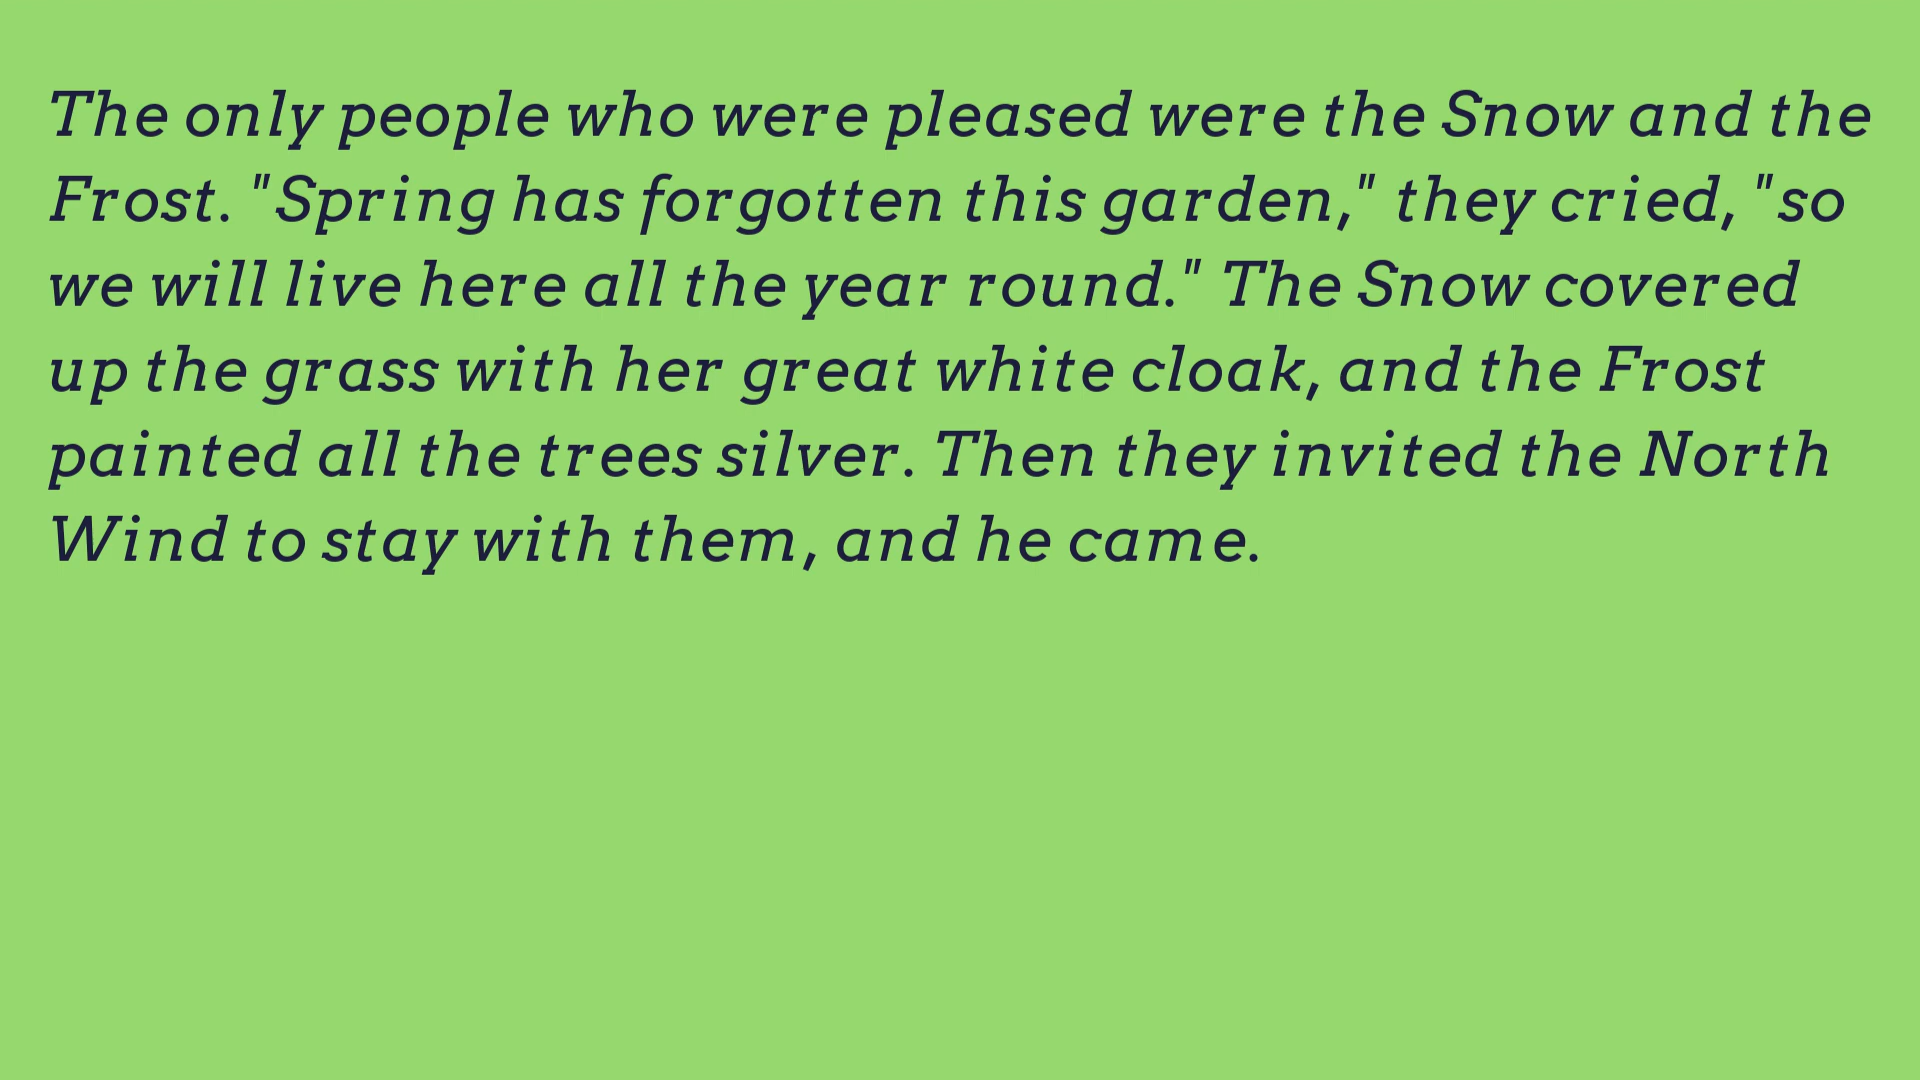 The only people who were pleased were the Snow and the
Frost. "Spring has forgotten this garden," they cried, "so
we will live here all the year round." The Snow covered
up the grass with her great white cloak, and the Frost
painted all the trees silver. Then they invited the North
Wind to stay with them, and he came.